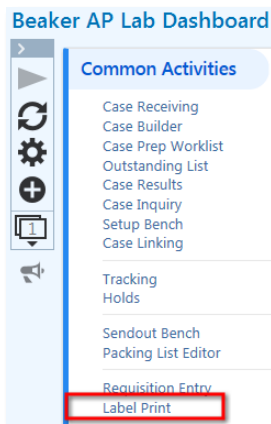 Beaker AP Lab Dashboard
Common Activities
Case Receiving
Case Builder
Case Prep Worklist
Outstanding List
Case Results
Case Inquiry
Setup Bench
Case Linking
1
Tracking
Holds
Sendout Bench
Packing List Editor
Requisition Entry
Label Print